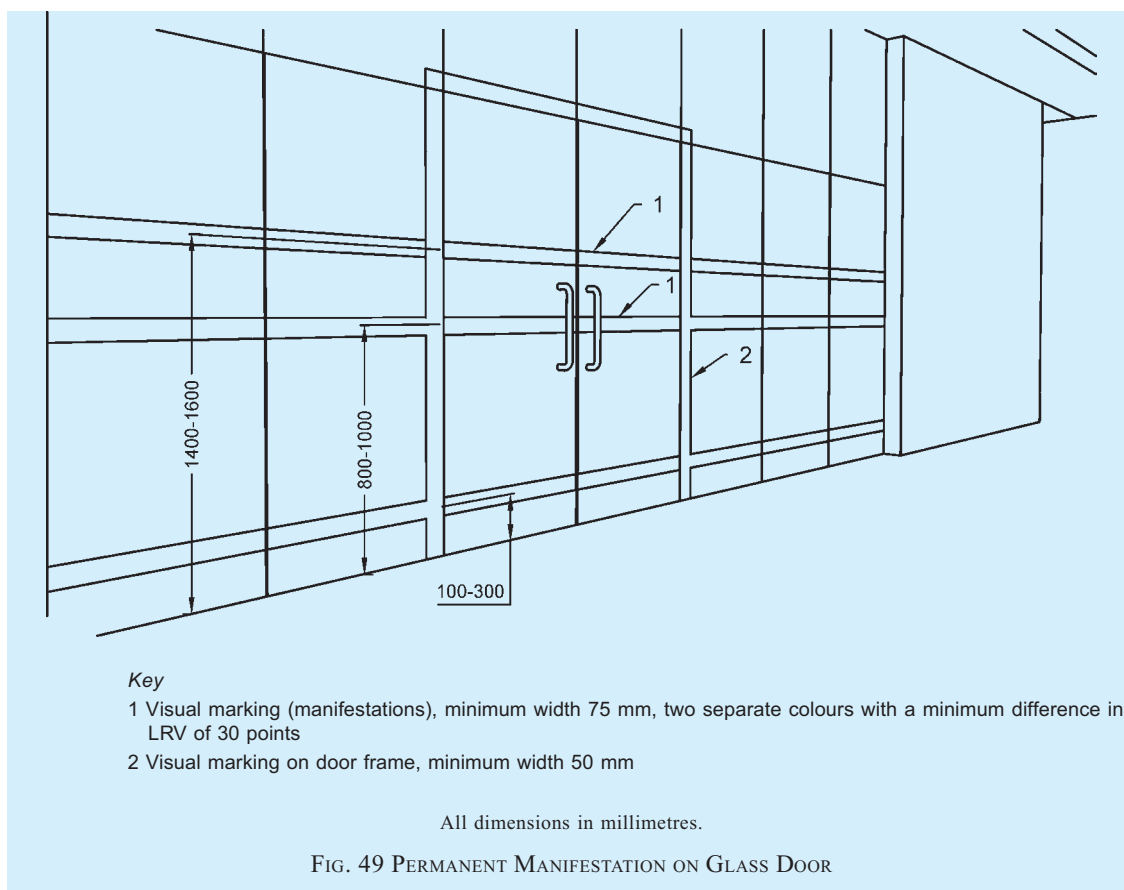 1
1
2
1400-1600
800-1000
100-300
Key
1 Visual marking (manifestations), minimum width 75 mm, two separate colours with a minimum difference in
LRV of 30 points
2 Visual marking on door frame, minimum width 50 mm
All dimensions in millimetres.
FIG. 49 PERMANENT MANIFESTATION ON GLASS DOOR